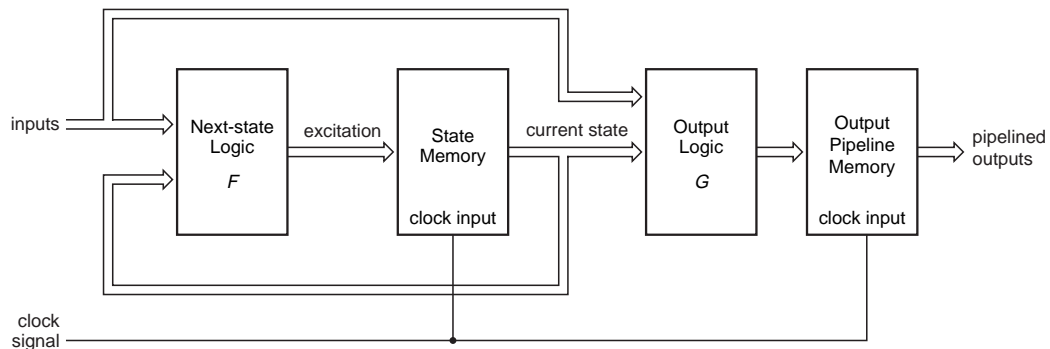 inputs
Next-state
Logic
F
excitation
State
Memory
clock input
current state
Output
Logic
G
Output
Pipeline
Memory
clock input
pipelined
outputs
clock
signal